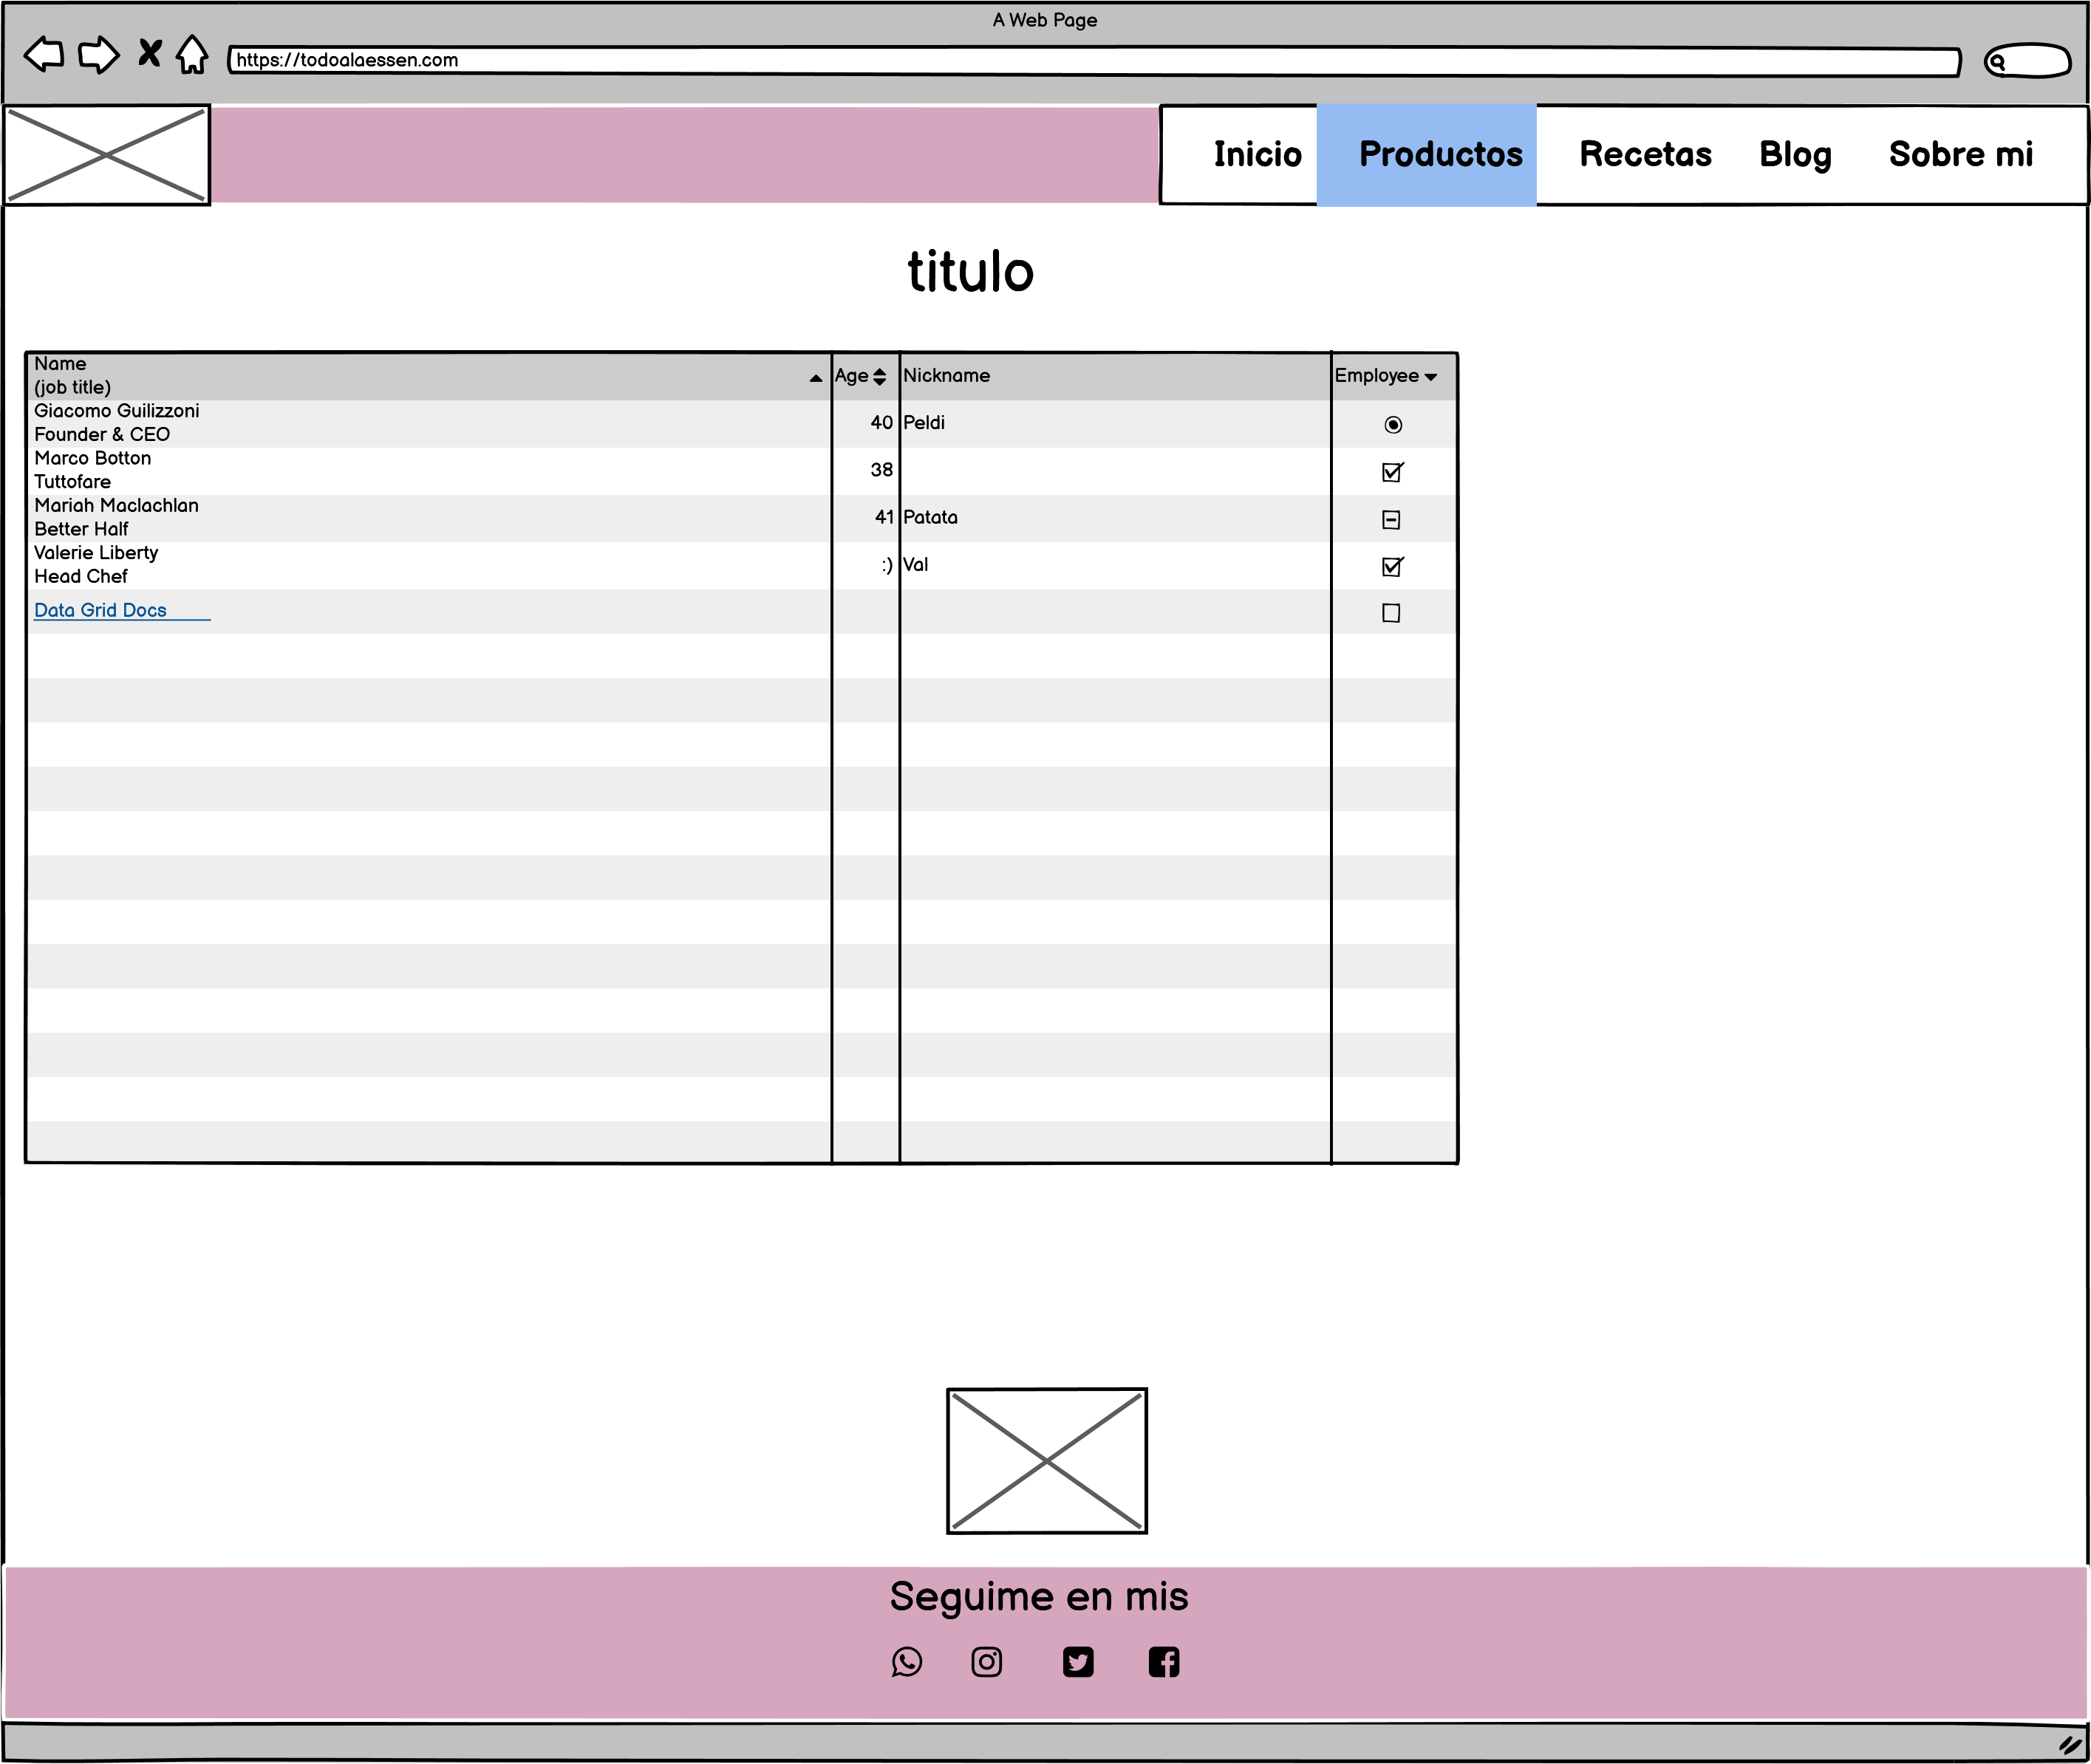 A Web Page
https://todoalaessen.com
Inicio Productos Recetas Blog Sobre mi
titulo
Name
(job title)
Age
Nickname
Employee
Giacomo Guilizzoni
Founder & CEO
40
Peldi
Marco Botton
Tuttofare
38
Mariah Maclachlan
Better Half
41
Patata
Valerie Liberty
Head Chef
:)
Val
Data Grid Docs
Seguime en mis